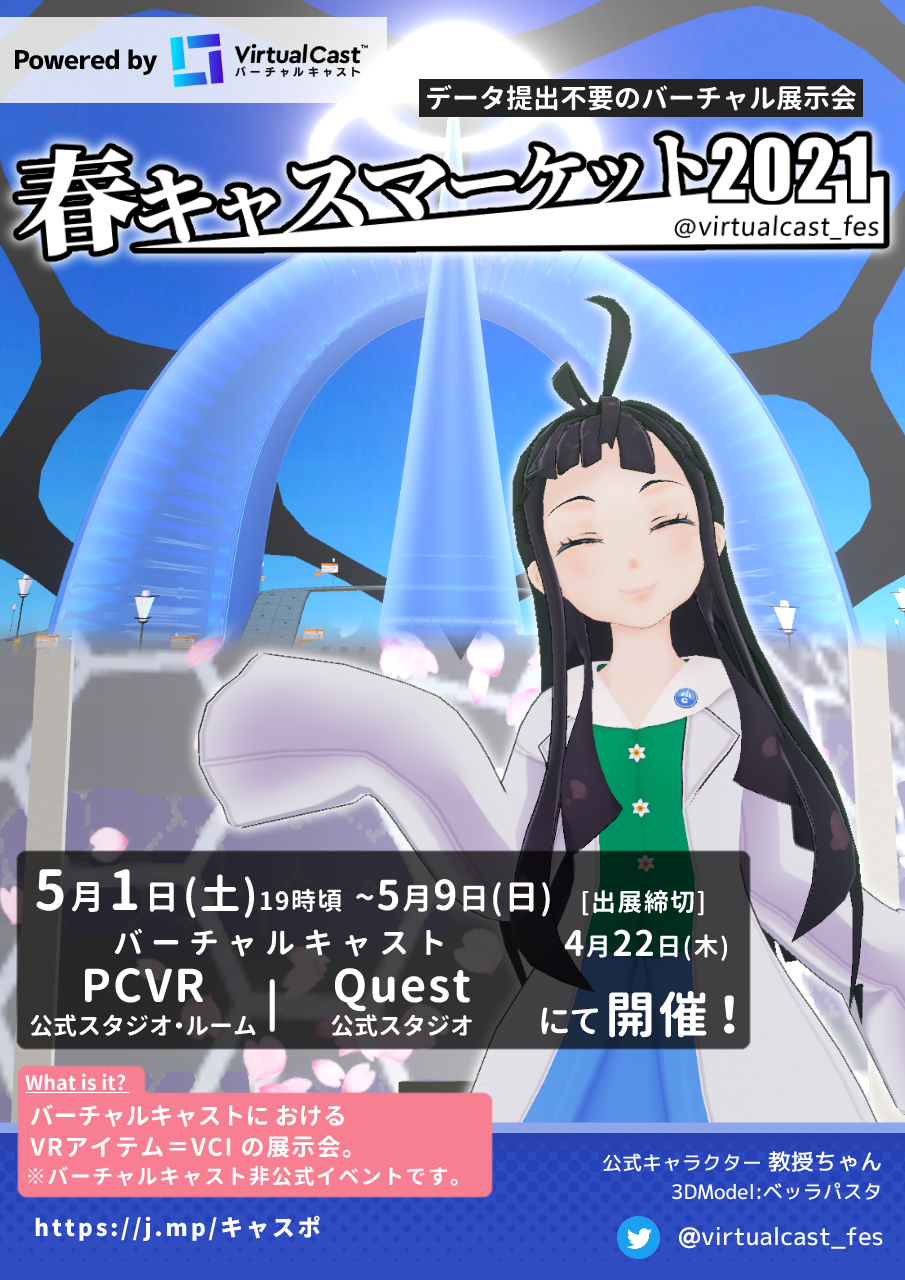 Powered by VirtualCast™
バーチャルキャスト
データ提出不要のバーチャル展示会
春キャスマーケット2021
@virtualcast_fes
5月1日(土)19時頃 ~5月9日(日)
[出展締切]
4月22日(木)
バーチャルキャスト
PCVR
公式スタジオ・ルーム
Quest
公式スタジオ
にて開催！
What is it?
バーチャルキャストに おける
VRアイテム＝VCI の展示会。
※バーチャルキャスト非公式イベントです。
https://j.mp/キャスポ
公式キャラクター 教授ちゃん
3DModel:ベッラパスタ
@virtualcast_fes